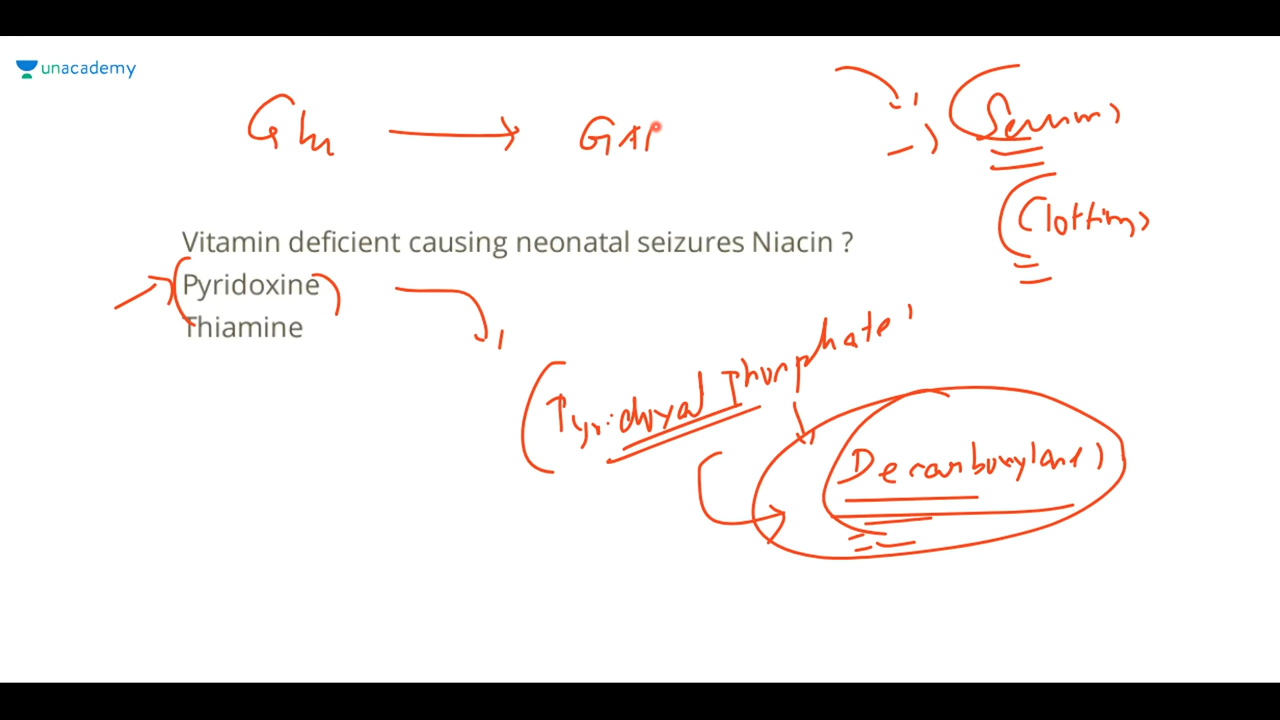 unacademy
Glu → GAP
Serum
Clotting
Vitamin deficient causing neonatal seizures Niacin ?
Pyridoxine
Thiamine
Pyridoxal Phosphate
Decarboxylase